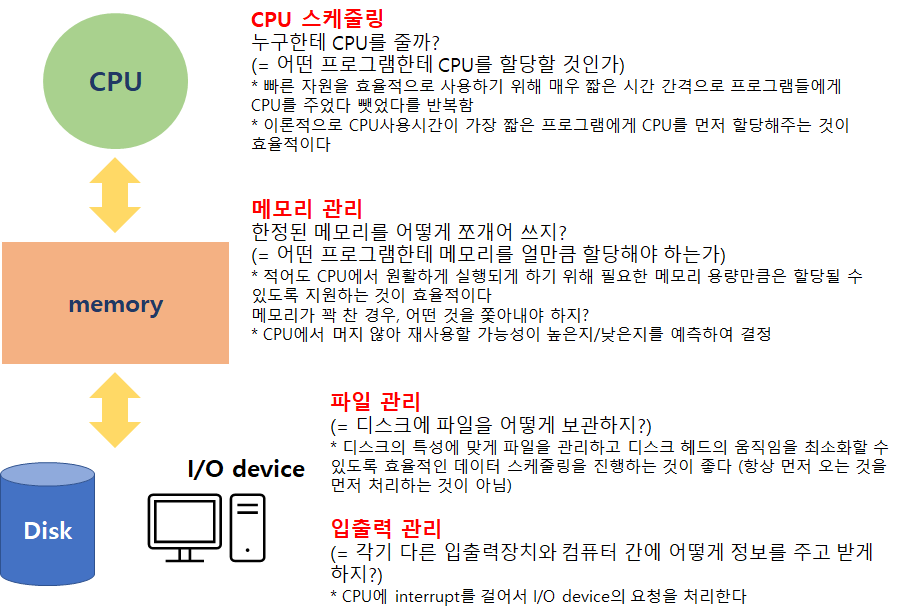 CPU 스케줄링
누구한테 CPU를 줄까?
(= 어떤 프로그램한테 CPU를 할당할 것인가)
* 빠른 자원을 효율적으로 사용하기 위해 매우 짧은 시간 간격으로 프로그램들에게
CPU를 주었다 뺏었다를 반복함
* 이론적으로 CPU사용시간이 가장 짧은 프로그램에게 CPU를 먼저 할당해주는 것이
효율적이다
CPU
메모리 관리
한정된 메모리를 어떻게 쪼개어 쓰지?
(= 어떤 프로그램한테 메모리를 얼만큼 할당해야 하는가)
* 적어도 CPU에서 원활하게 실행되게 하기 위해 필요한 메모리 용량만큼은 할당될 수
있도록 지원하는 것이 효율적이다
메모리가 꽉 찬 경우, 어떤 것을 쫓아내야 하지?
* CPU에서 머지 않아 재사용할 가능성이 높은지/낮은지를 예측하여 결정
memory
파일 관리
(= 디스크에 파일을 어떻게 보관하지?)
* 디스크의 특성에 맞게 파일을 관리하고 디스크 헤드의 움직임을 최소화할 수
있도록 효율적인 데이터 스케줄링을 진행하는 것이 좋다 (항상 먼저 오는 것을
먼저 처리하는 것이 아님)
I/O device
Disk
입출력 관리
(= 각기 다른 입출력장치와 컴퓨터 간에 어떻게 정보를 주고 받게
하지?)
* CPU에 interrupt를 걸어서 I/O device의 요청을 처리한다